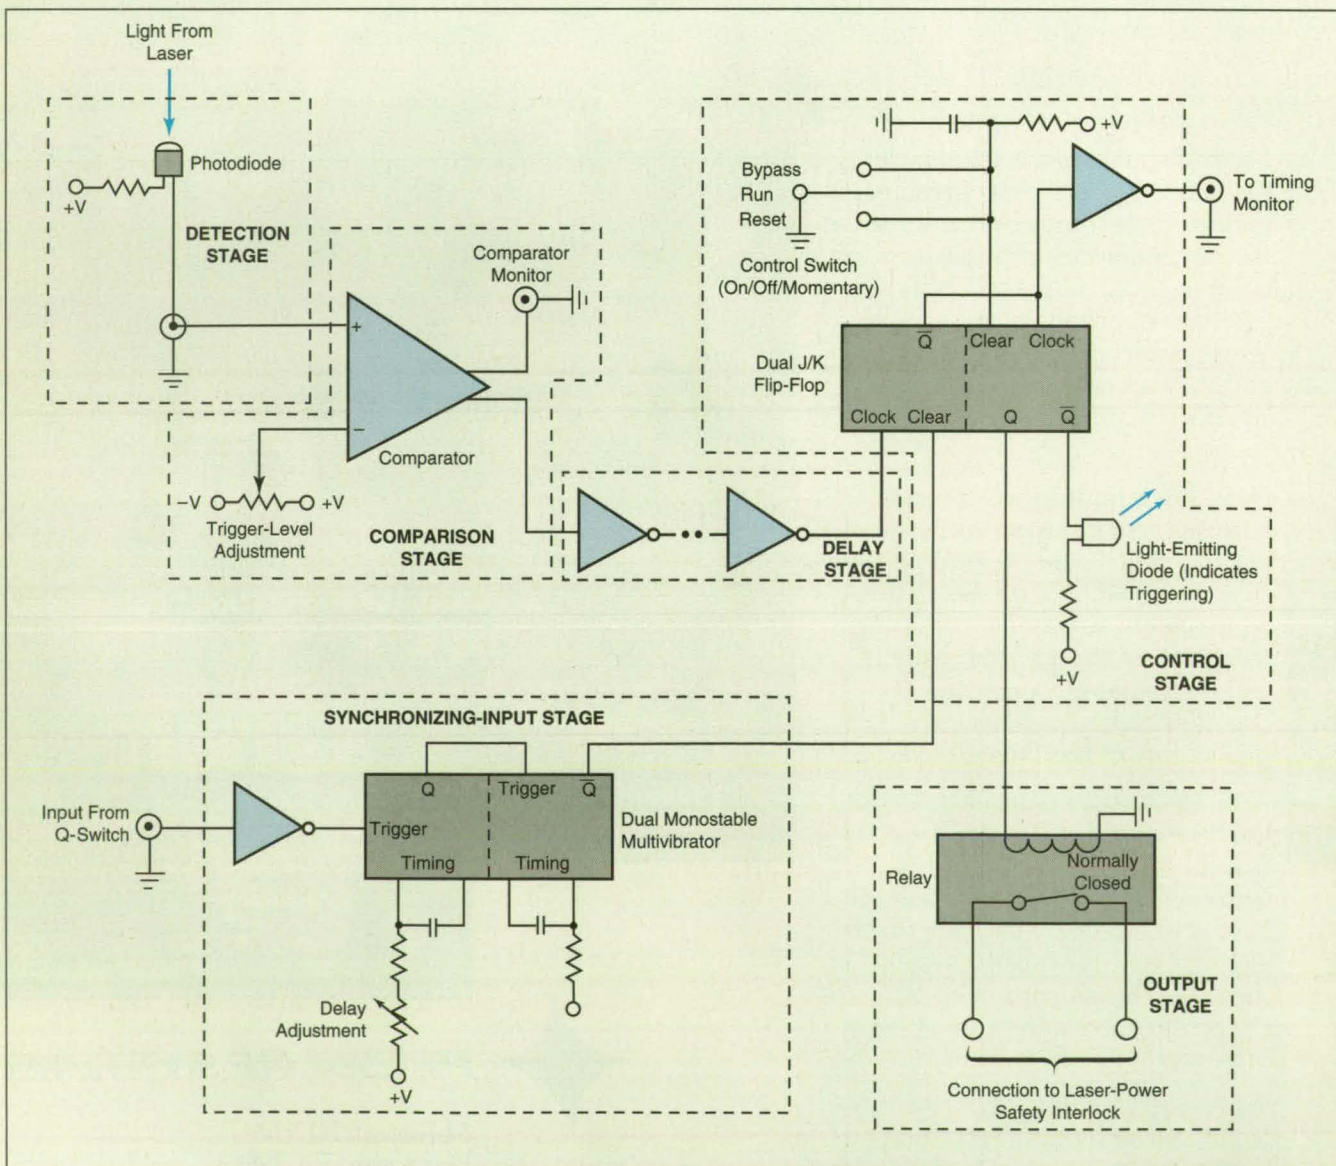 Light From
Laser
Photodiode
+V
DETECTION
STAGE
Comparator
Monitor
+
−
Comparator
−V
+V
Trigger-Level
Adjustment
COMPARISON
STAGE
DELAY
STAGE
+V
Bypass
Run
Reset
Control Switch
(On/Off/Momentary)
To Timing
Monitor
Dual J/K
Flip-Flop
Q̅
Clear
Clock
Clock
Clear
Q
Q̅
Light-Emitting
Diode (Indicates
Triggering)
+V
CONTROL
STAGE
SYNCHRONIZING-INPUT STAGE
Input From
Q-Switch
Q
Trigger
Q̅
Trigger
Timing
Timing
Dual Monostable
Multivibrator
Delay
Adjustment
+V
Relay
Normally
Closed
OUTPUT
STAGE
Connection to Laser-Power
Safety Interlock